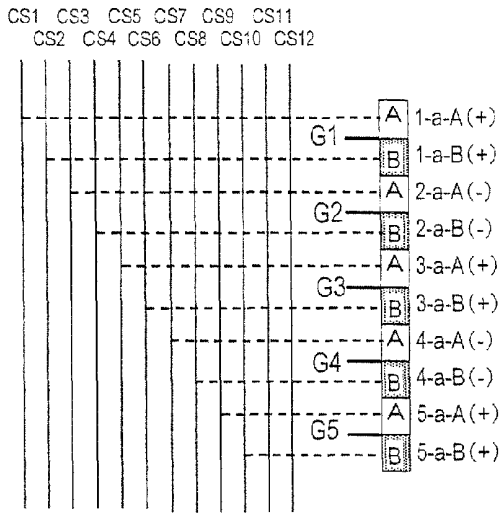 CS1 CS3 CS5 CS7 CS9 CS11
CS2 CS4 CS6 CS8 CS10 CS12
A 1-a-A(+)
G1
B 1-a-B(+)
A 2-a-A(-)
G2
B 2-a-B(-)
A 3-a-A(+)
G3
B 3-a-B(+)
A 4-a-A(-)
G4
B 4-a-B(-)
A 5-a-A(+)
G5
B 5-a-B(+)